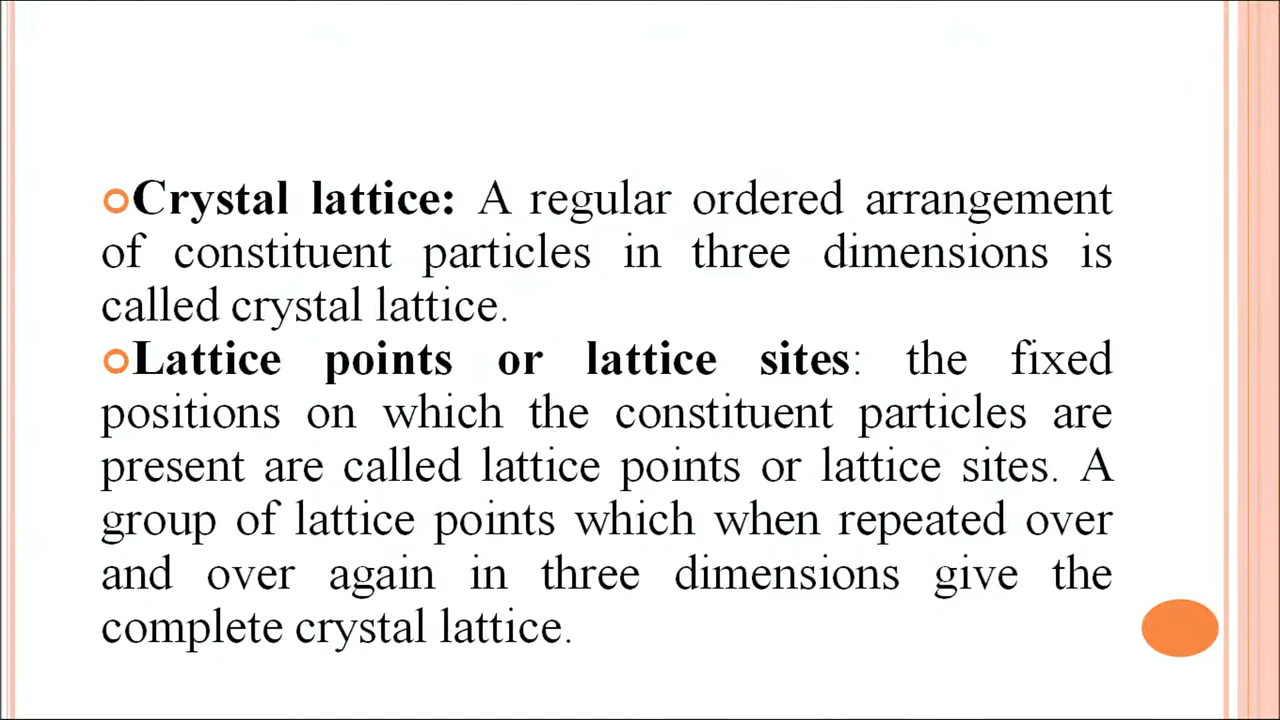 Crystal lattice: A regular ordered arrangement
of constituent particles in three dimensions is
called crystal lattice.
Lattice points or lattice sites: the fixed
positions on which the constituent particles are
present are called lattice points or lattice sites. A
group of lattice points which when repeated over
and over again in three dimensions give the
complete crystal lattice.